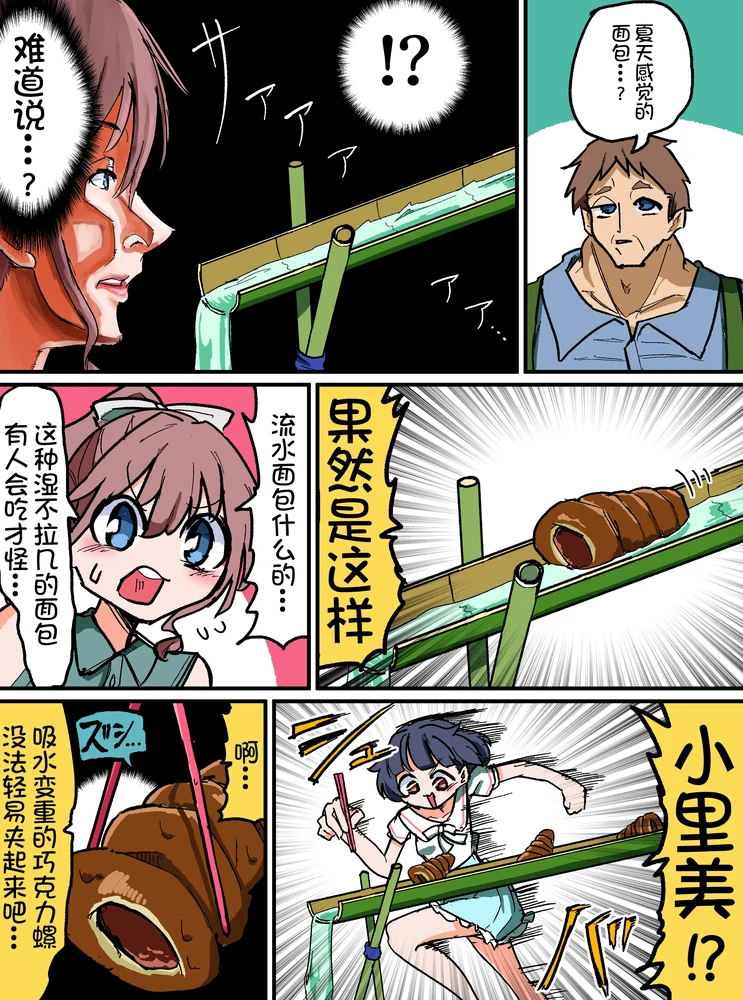 夏天感觉的
面包…?
!?
サァァァ
ァァ…
难道说…?
果然是这样
流水面包什么的…
这种湿不拉几的面包
有人会吃才怪…
小里美!?
ジャッ
バッ
啊…
ズシ…
吸水变重的巧克力螺
没法轻易夹起来吧…